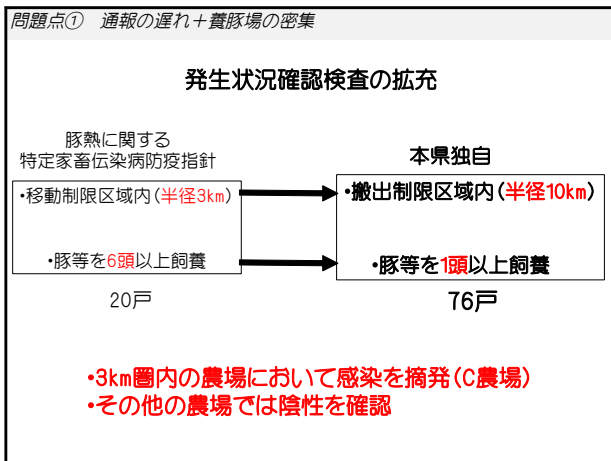 問題点①　通報の遅れ＋養豚場の密集
発生状況確認検査の拡充
豚熱に関する
特定家畜伝染病防疫指針
本県独自
・移動制限区域内(半径3km)
・搬出制限区域内(半径10km)
・豚等を6頭以上飼養
・豚等を1頭以上飼養
20戸
76戸
・3km圏内の農場において感染を摘発(C農場)
・その他の農場では陰性を確認